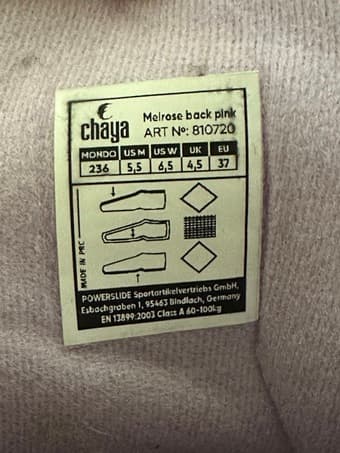 chaya
Melrose back pink
ART Nº: 810720
MONDO US M US W UK EU
236 5,5 6,5 4,5 37
MADE IN PRC
POWERSLIDE Sportartikelvertriebs GmbH,
Esbachgraben 1, 95463 Bindlach, Germany
EN 13899:2003 Class A 60-100kg